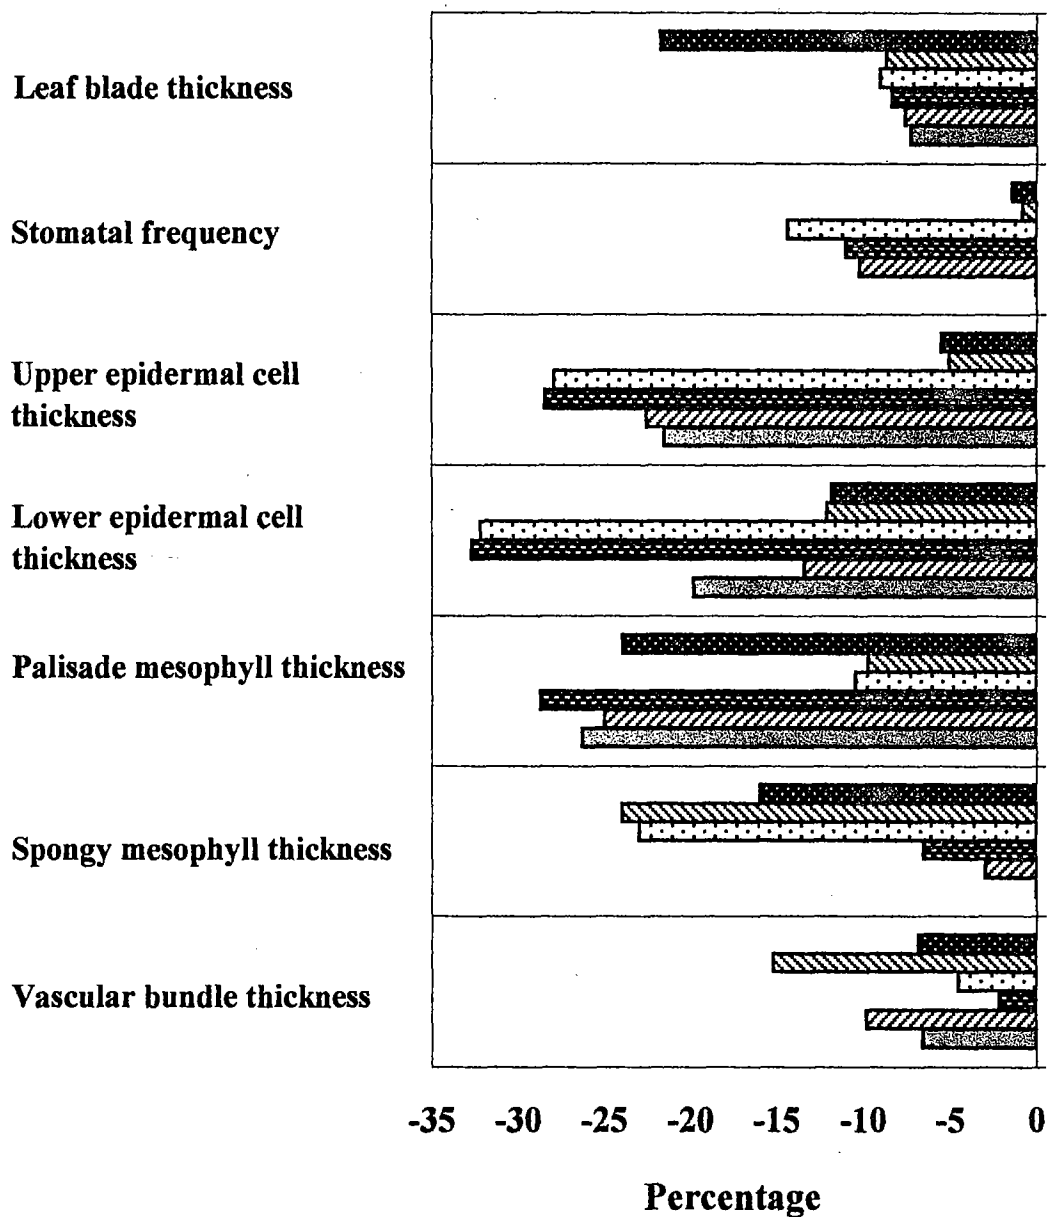 Leaf blade thickness
Stomatal frequency
Upper epidermal cell
thickness
Lower epidermal cell
thickness
Palisade mesophyll thickness
Spongy mesophyll thickness
Vascular bundle thickness
-35 -30 -25 -20 -15 -10 -5 0
Percentage